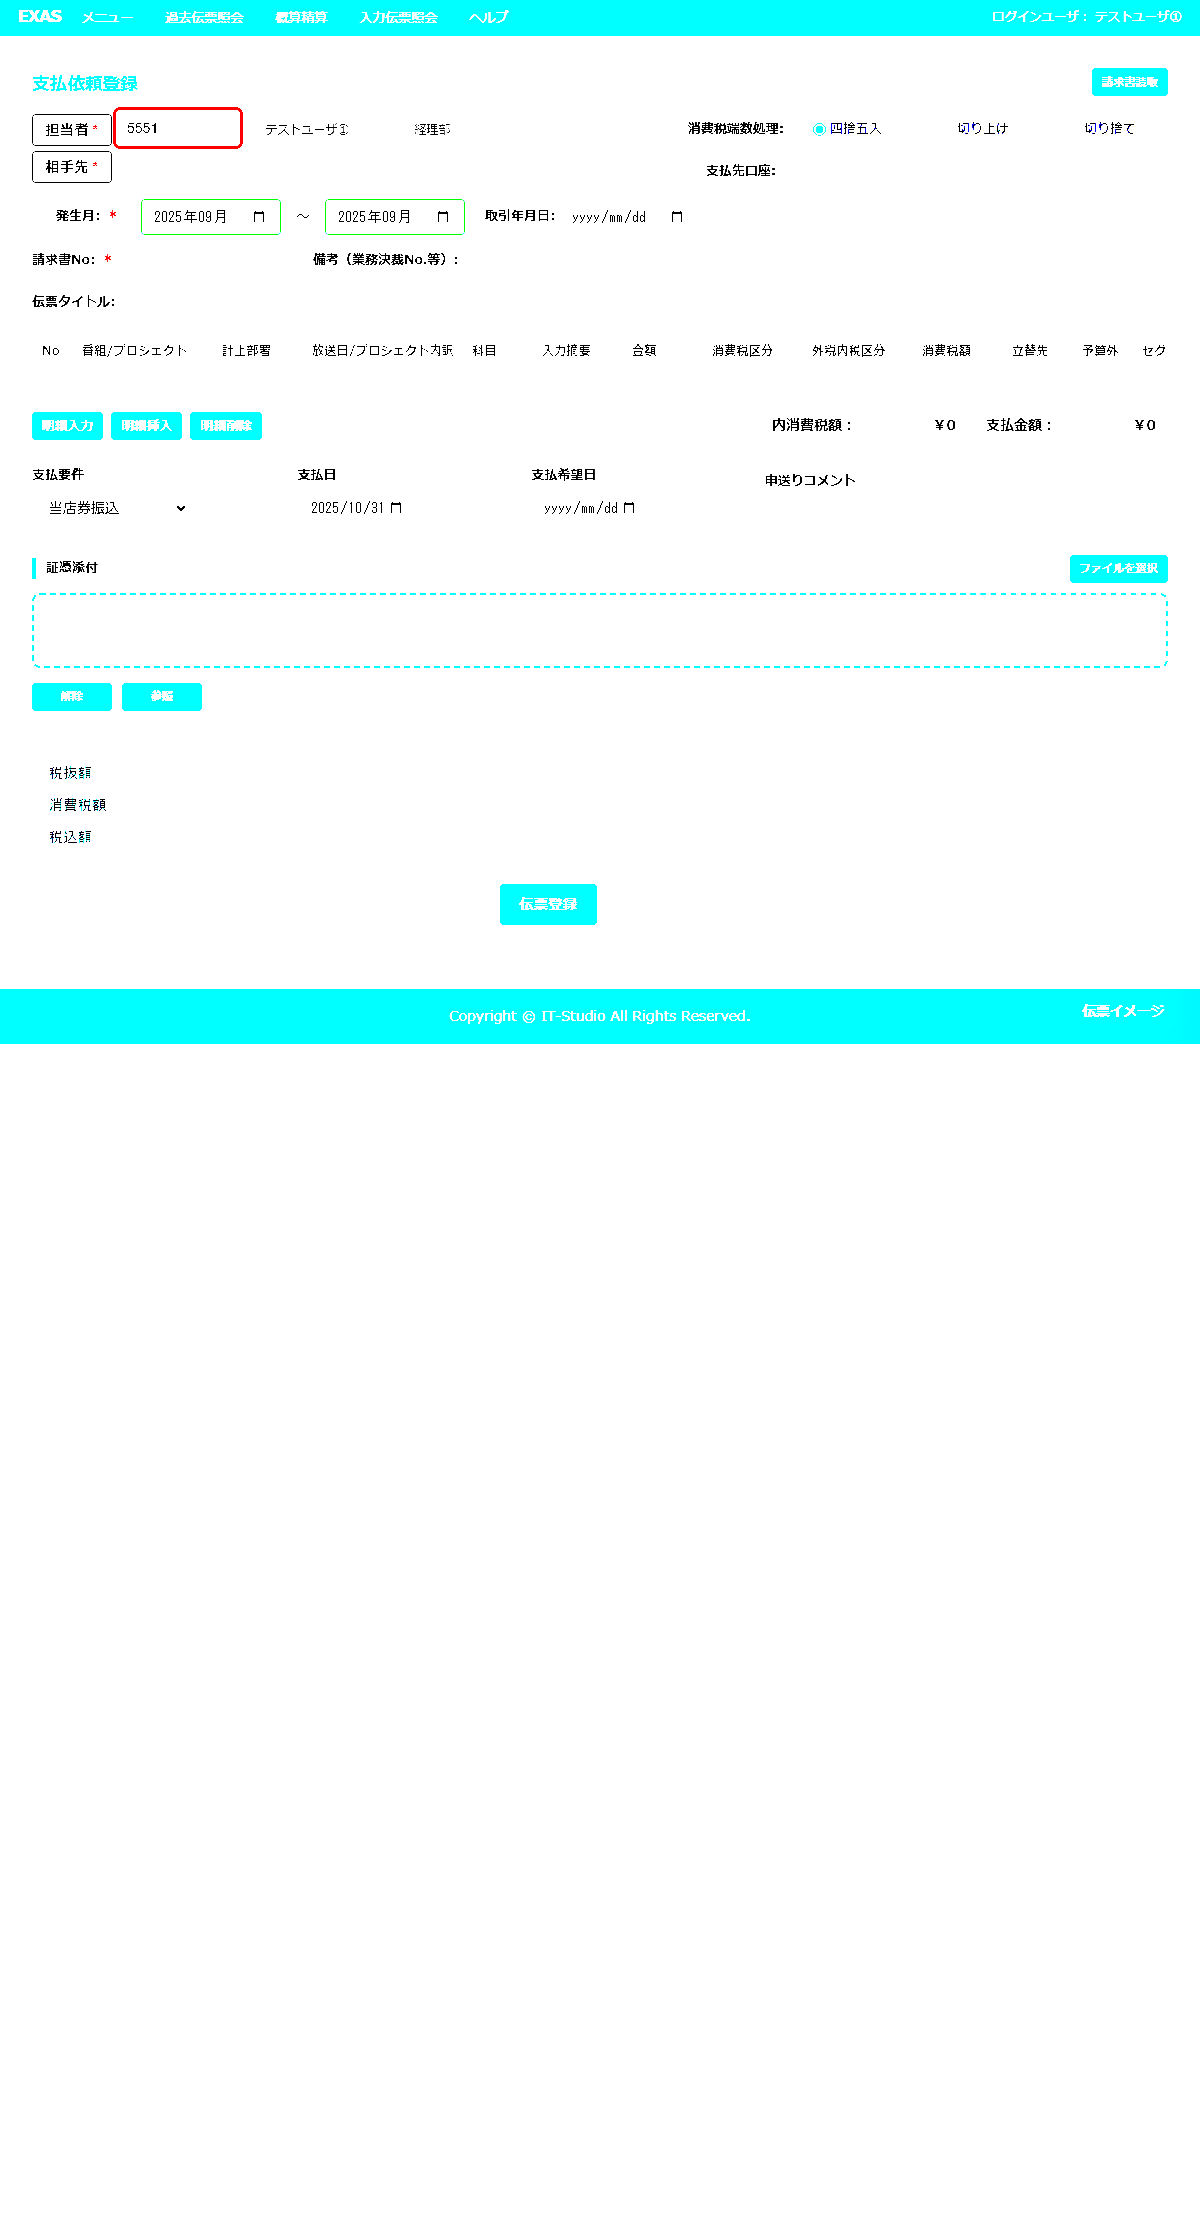 EXAS メニュー 過去伝票照会 概算精算 入力伝票照会 ヘルプ ログインユーザ： テストユーザ①
支払依頼登録 請求書読取
担当者 * 5551 テストユーザ① 経理部 消費税端数処理: 四捨五入 切り上げ 切り捨て
相手先 * 支払先口座:
発生月: * 2025年09月 ～ 2025年09月 取引年月日: yyyy/mm/dd
請求書No: * 備考（業務決裁No.等）:
伝票タイトル:
No 番組/プロジェクト 計上部署 放送日/プロジェクト内訳 科目 入力摘要 金額 消費税区分 外税内税区分 消費税額 立替先 予算外 セグ
明細入力 明細挿入 明細削除 内消費税額： ￥0 支払金額： ￥0
支払要件 支払日 支払希望日 申送りコメント
当店券振込 2025/10/31 yyyy/mm/dd
証憑添付 ファイルを選択
解除 参照
税抜額
消費税額
税込額
伝票登録
Copyright © IT-Studio All Rights Reserved. 伝票イメージ